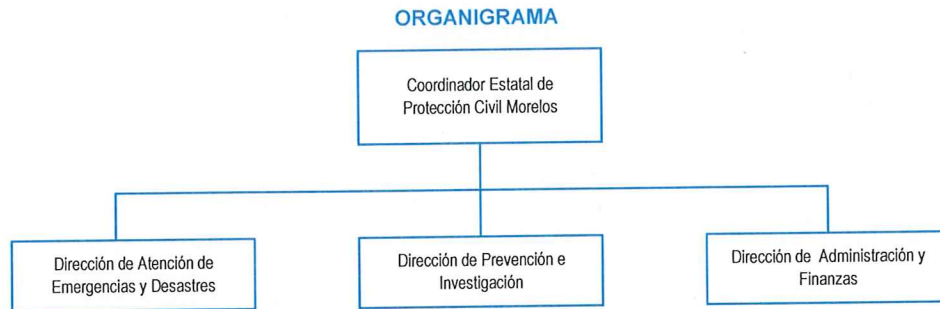 ORGANIGRAMA
Coordinador Estatal de
Protección Civil Morelos
Dirección de Atención de
Emergencias y Desastres
Dirección de Prevención e
Investigación
Dirección de Administración y
Finanzas